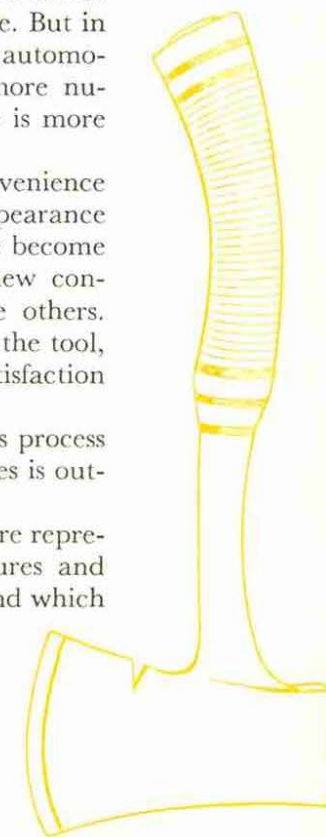 e. But in
automo-
more nu-
is more
venience
pearance
become
ew con-
e others.
the tool,
tisfaction
s process
es is out-
re repre-
ures and
nd which